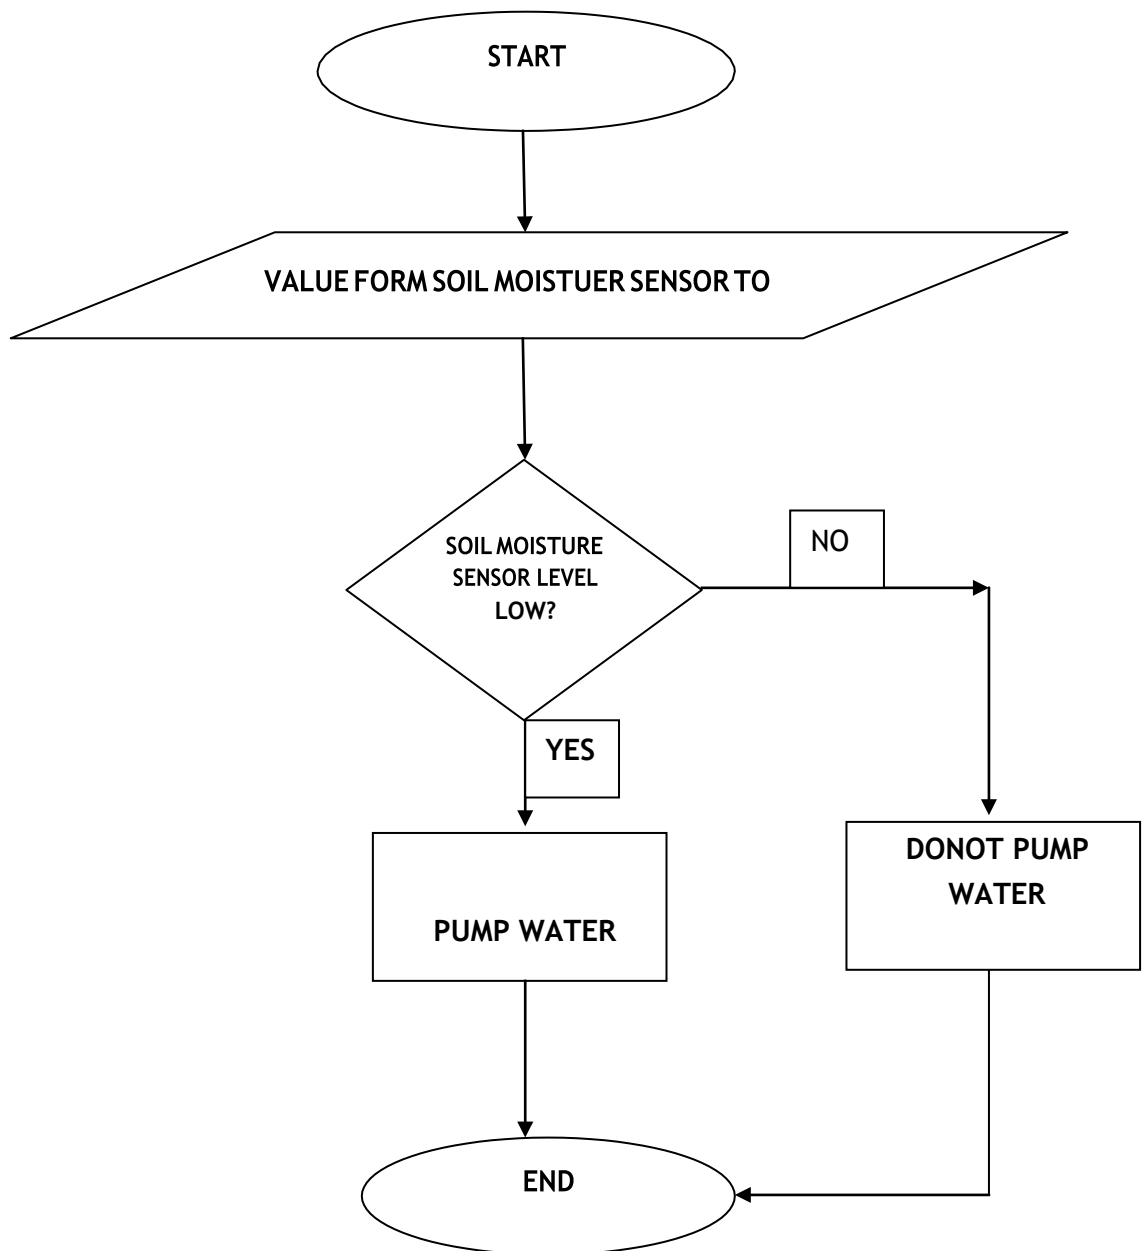 START
VALUE FORM SOIL MOISTUER SENSOR TO
SOIL MOISTURE
SENSOR LEVEL
LOW?
NO
YES
PUMP WATER
DONOT PUMP
WATER
END